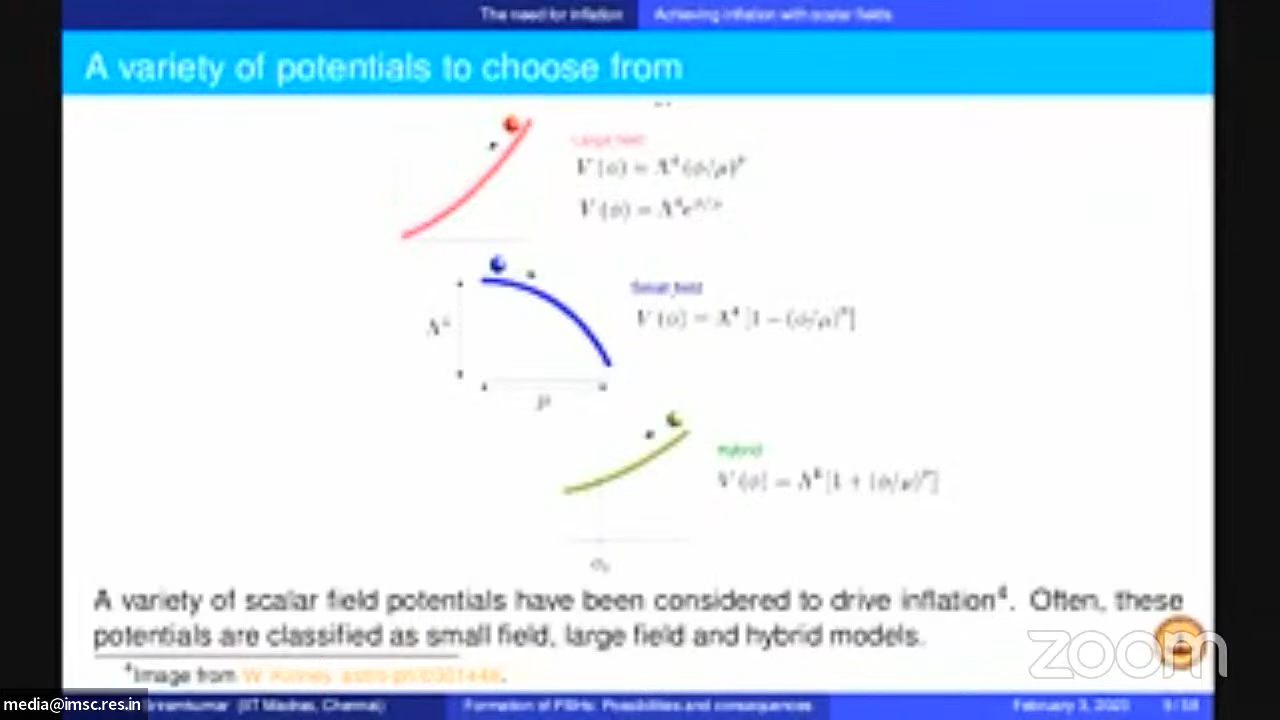 The need for inflation Achieving inflation with scalar fields
A variety of potentials to choose from
Large field
V(ϕ) = Λ⁴(ϕ/μ)ᵖ
V(ϕ) = Λ⁴e^{ϕ/μ}
Small field
V(ϕ) = Λ⁴[1 − (ϕ/μ)ᵖ]
Λ⁴
μ
Hybrid
V(ϕ) = Λ⁴[1 + (ϕ/μ)ᵖ]
A variety of scalar field potentials have been considered to drive inflation⁴. Often, these
potentials are classified as small field, large field and hybrid models.
zoom
⁴Image from W. Kinney, astro-ph/0301448.
media@imsc.res.in Sriramkumar (IIT Madras, Chennai) Formation of PBHs: Possibilities and consequences February 3, 2020